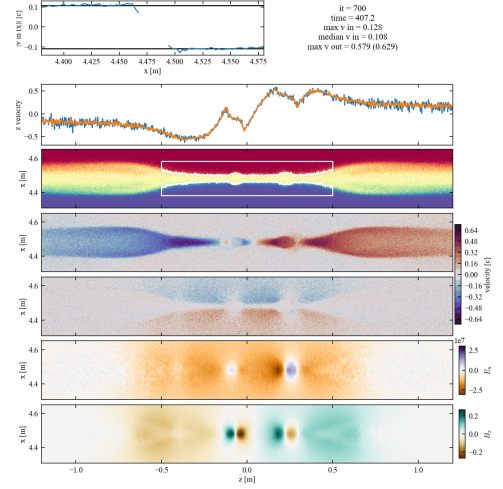 it = 700
time = 407.2
max v in = 0.128
median v in = 0.108
max v out = 0.579 (0.629)
|v in (x)| [c]
0.1
0.0
−0.1
4.400
4.425
4.450
4.475
4.500
4.525
4.550
4.575
x [m]
z velocity
0.5
0.0
−0.5
x [m]
4.6
4.4
x [m]
4.6
4.4
x [m]
4.6
4.4
0.64
0.48
0.32
0.16
0.00
−0.16
−0.32
−0.48
−0.64
velocity [c]
x [m]
4.6
4.4
1e7
2.5
0.0
−2.5
x [m]
4.6
4.4
0.2
0.0
−0.2
−1.0
−0.5
0.0
0.5
1.0
z [m]